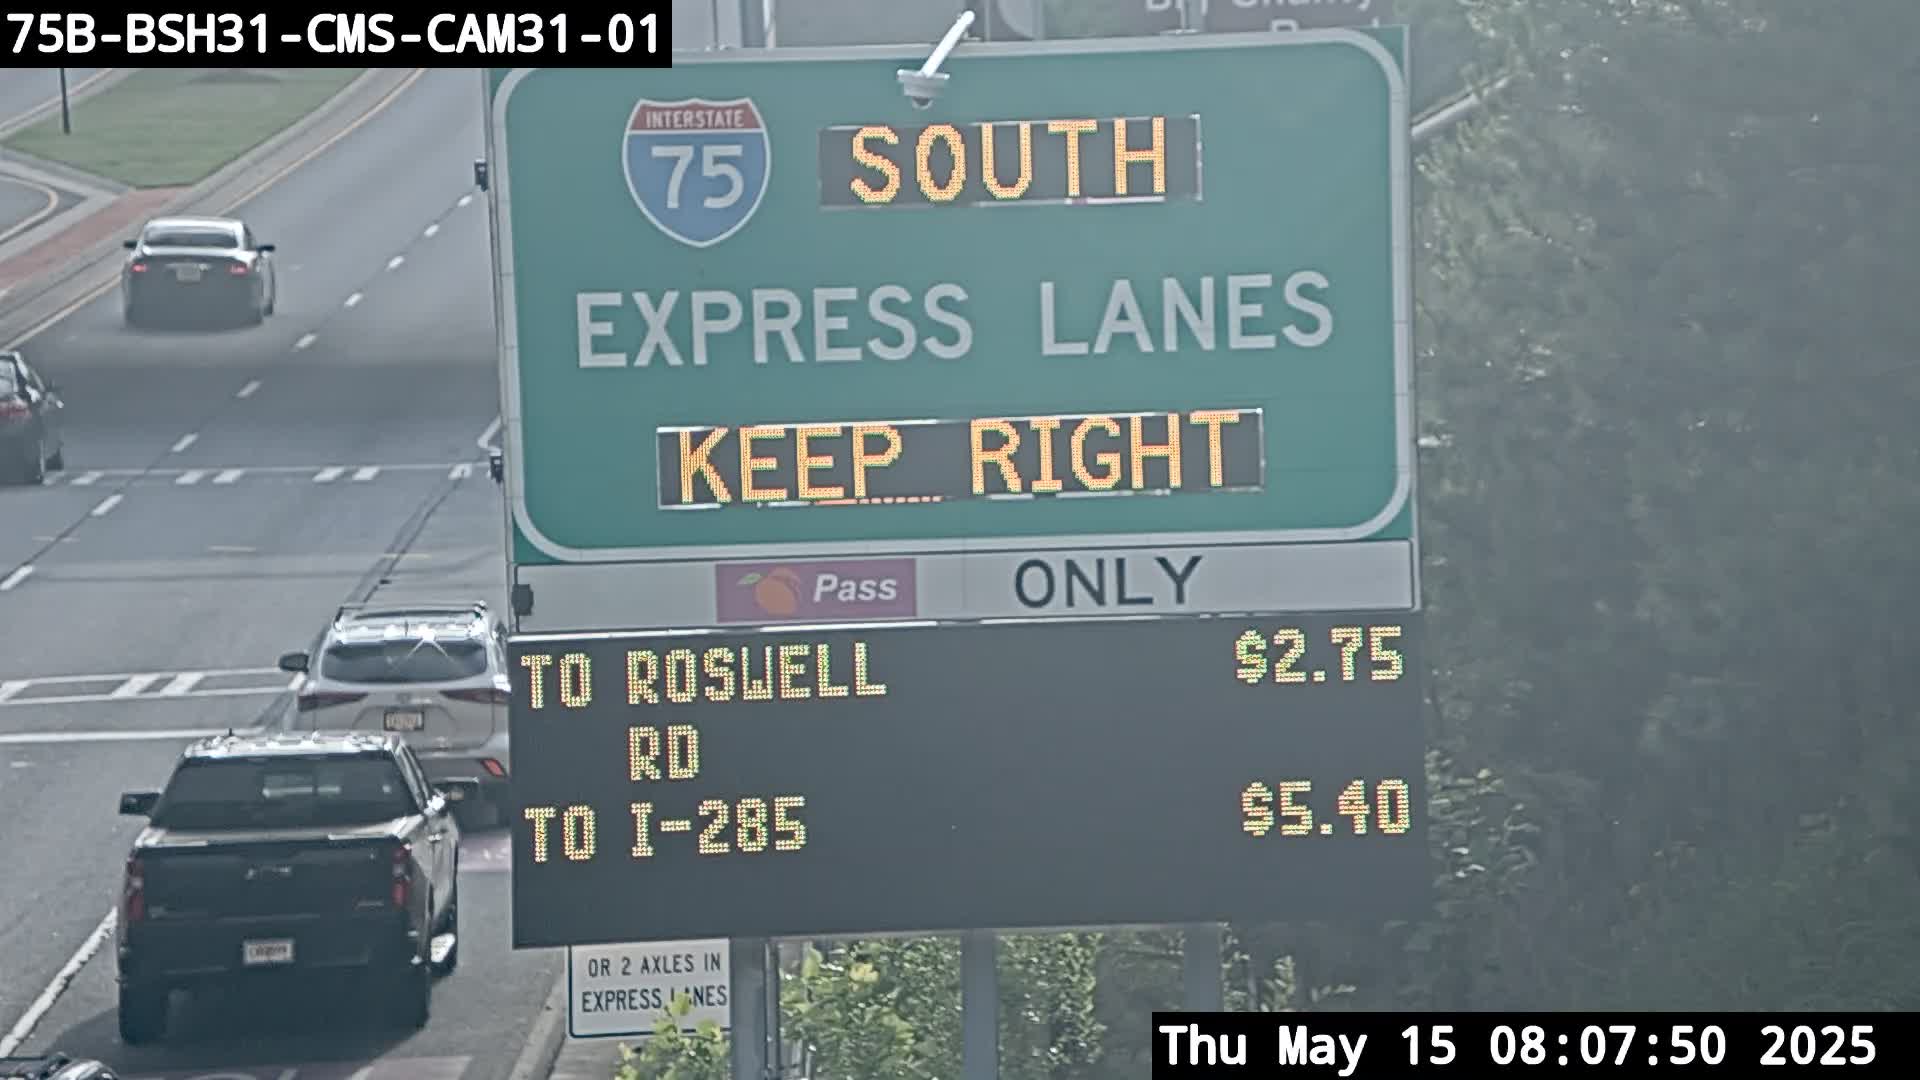 75B-BSH31-CMS-CAM31-01
INTERSTATE
75
SOUTH
EXPRESS LANES
KEEP RIGHT
Pass ONLY
TO ROSWELL $2.75
RD
TO I-285 $5.40
OR 2 AXLES IN
EXPRESS LANES
Thu May 15 08:07:50 2025